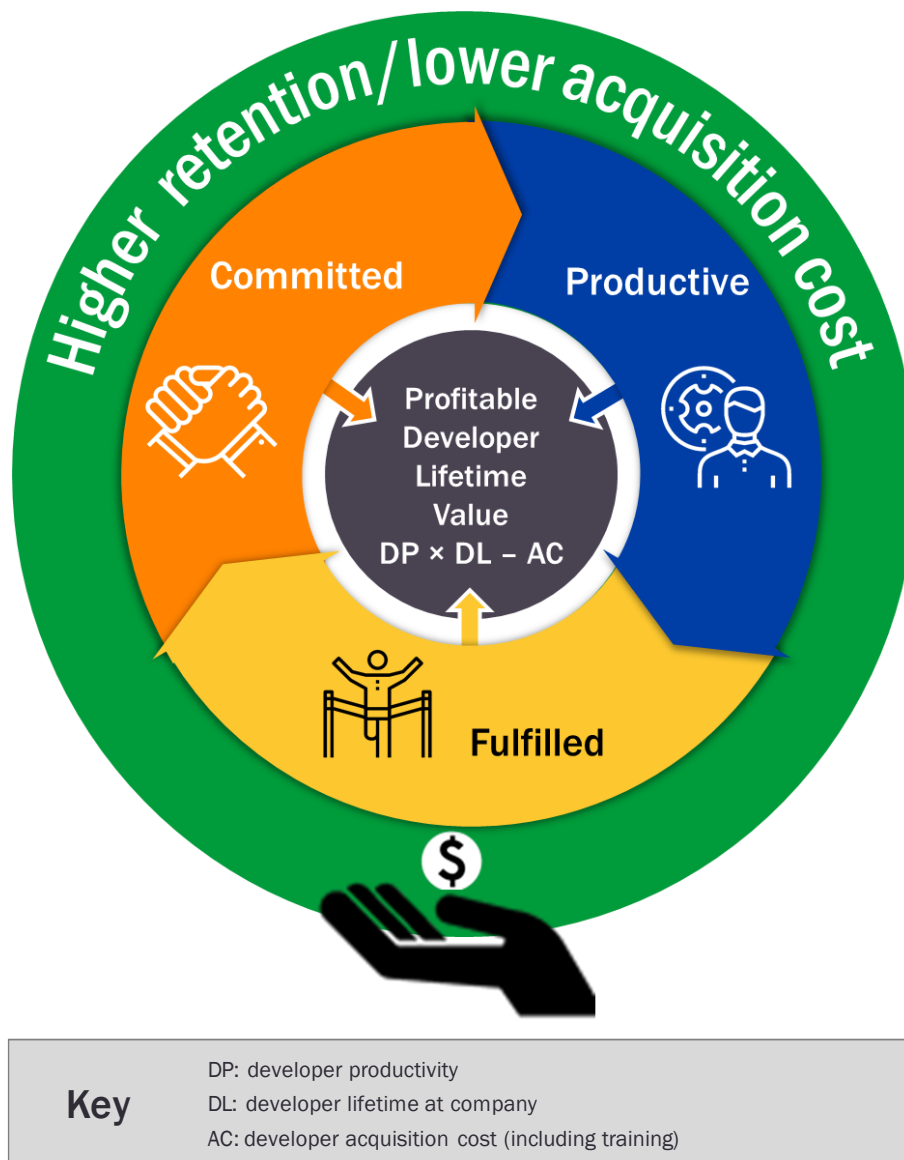 Higher retention/lower acquisition cost
Committed
Productive
Profitable
Developer
Lifetime
Value
DP × DL – AC
Fulfilled
$
Key
DP: developer productivity
DL: developer lifetime at company
AC: developer acquisition cost (including training)